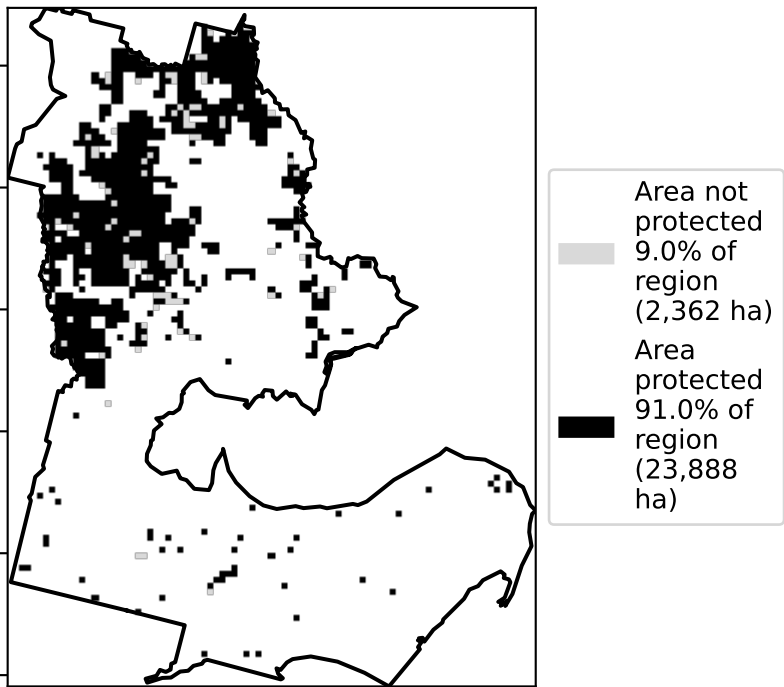 Area not
protected
9.0% of
region
(2,362 ha)
Area
protected
91.0% of
region
(23,888
ha)